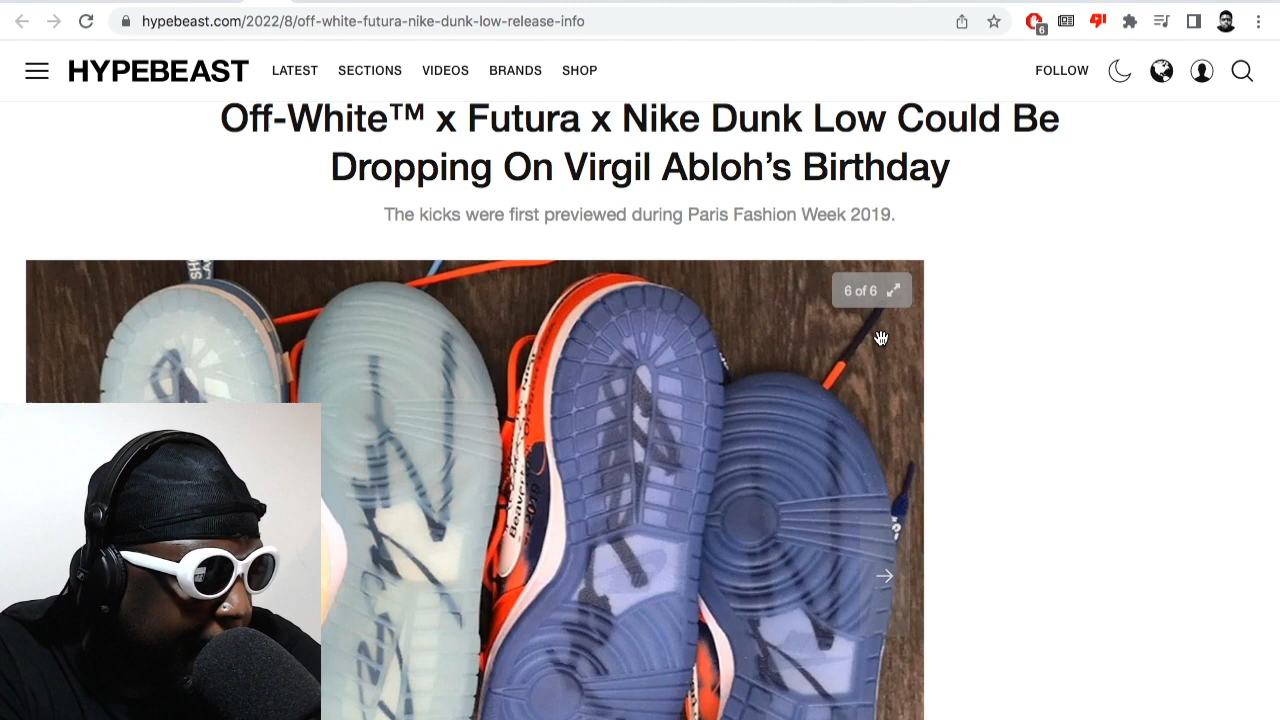 hypebeast.com/2022/8/off-white-futura-nike-dunk-low-release-info
6
HYPEBEAST LATEST SECTIONS VIDEOS BRANDS SHOP FOLLOW
Off-White™ x Futura x Nike Dunk Low Could Be
Dropping On Virgil Abloh’s Birthday
The kicks were first previewed during Paris Fashion Week 2019.
6 of 6